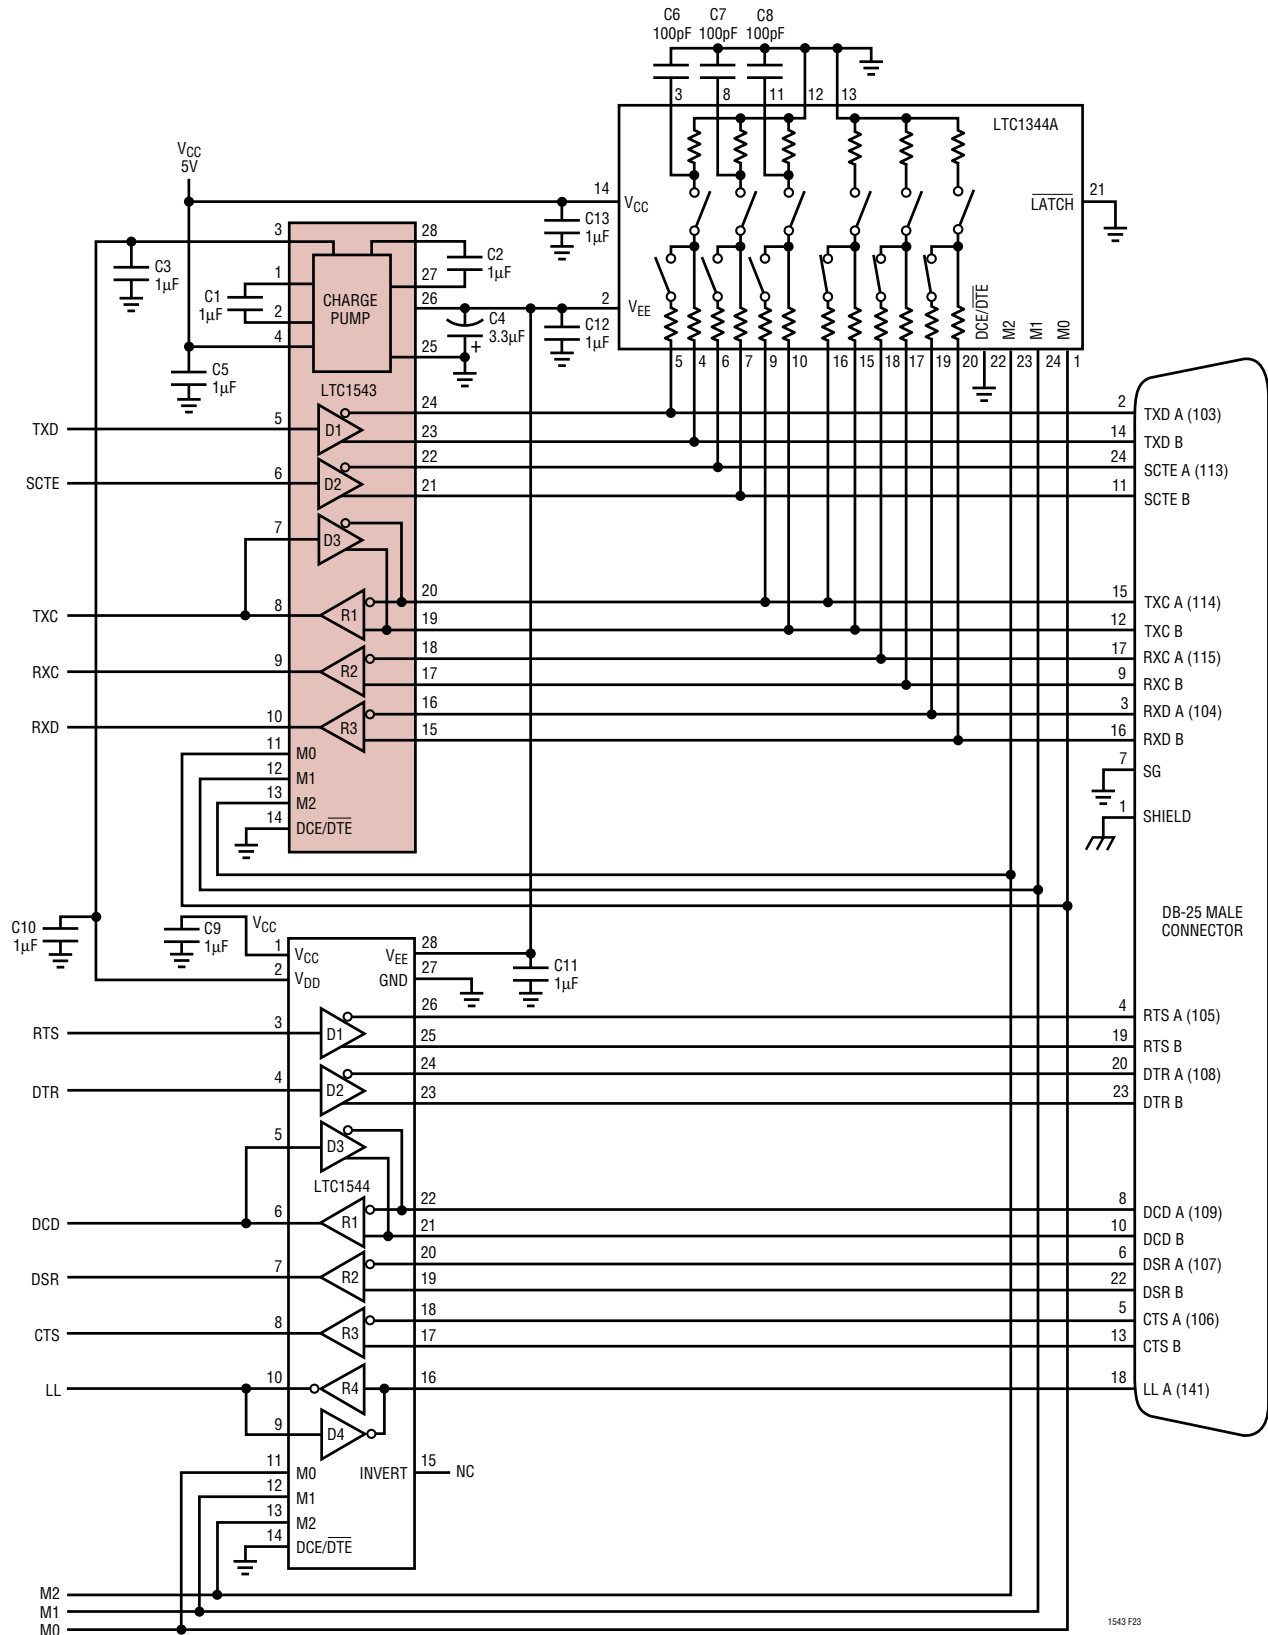 C6 C7 C8
100pF 100pF 100pF
3 8 11 12 13
LTC1344A
VCC
5V
14
VCC
LATCH
21
C13
1µF
3
28
C3
1µF
C2
1µF
1
27
C1
1µF
CHARGE
PUMP
26
2
VEE
2
4
C4
3.3µF
+
C12
1µF
25
DCE/DTE
M2
M1
M0
C5
1µF
5 4 6 7 9 10 16 15 18 17 19 20 22 23 24 1
LTC1543
TXD 5 D1 24 2 TXD A (103)
23 14 TXD B
SCTE 6 D2 22 24 SCTE A (113)
21 11 SCTE B
7 D3
TXC 8 R1 20 15 TXC A (114)
19 12 TXC B
RXC 9 R2 18 17 RXC A (115)
17 9 RXC B
RXD 10 R3 16 3 RXD A (104)
15 16 RXD B
11 M0
7 SG
12 M1
13 M2
1 SHIELD
14 DCE/DTE
DB-25 MALE
CONNECTOR
C10
1µF
C9
1µF
VCC
1 VCC VEE 28
2 VDD GND 27
C11
1µF
RTS 3 D1 26 4 RTS A (105)
25 19 RTS B
DTR 4 D2 24 20 DTR A (108)
23 23 DTR B
5 D3
LTC1544
DCD 6 R1 22 8 DCD A (109)
21 10 DCD B
DSR 7 R2 20 6 DSR A (107)
19 22 DSR B
CTS 8 R3 18 5 CTS A (106)
17 13 CTS B
LL 10 R4 16 18 LL A (141)
9 D4
11 M0 INVERT 15 NC
12 M1
13 M2
14 DCE/DTE
M2
M1
M0
1543 F23